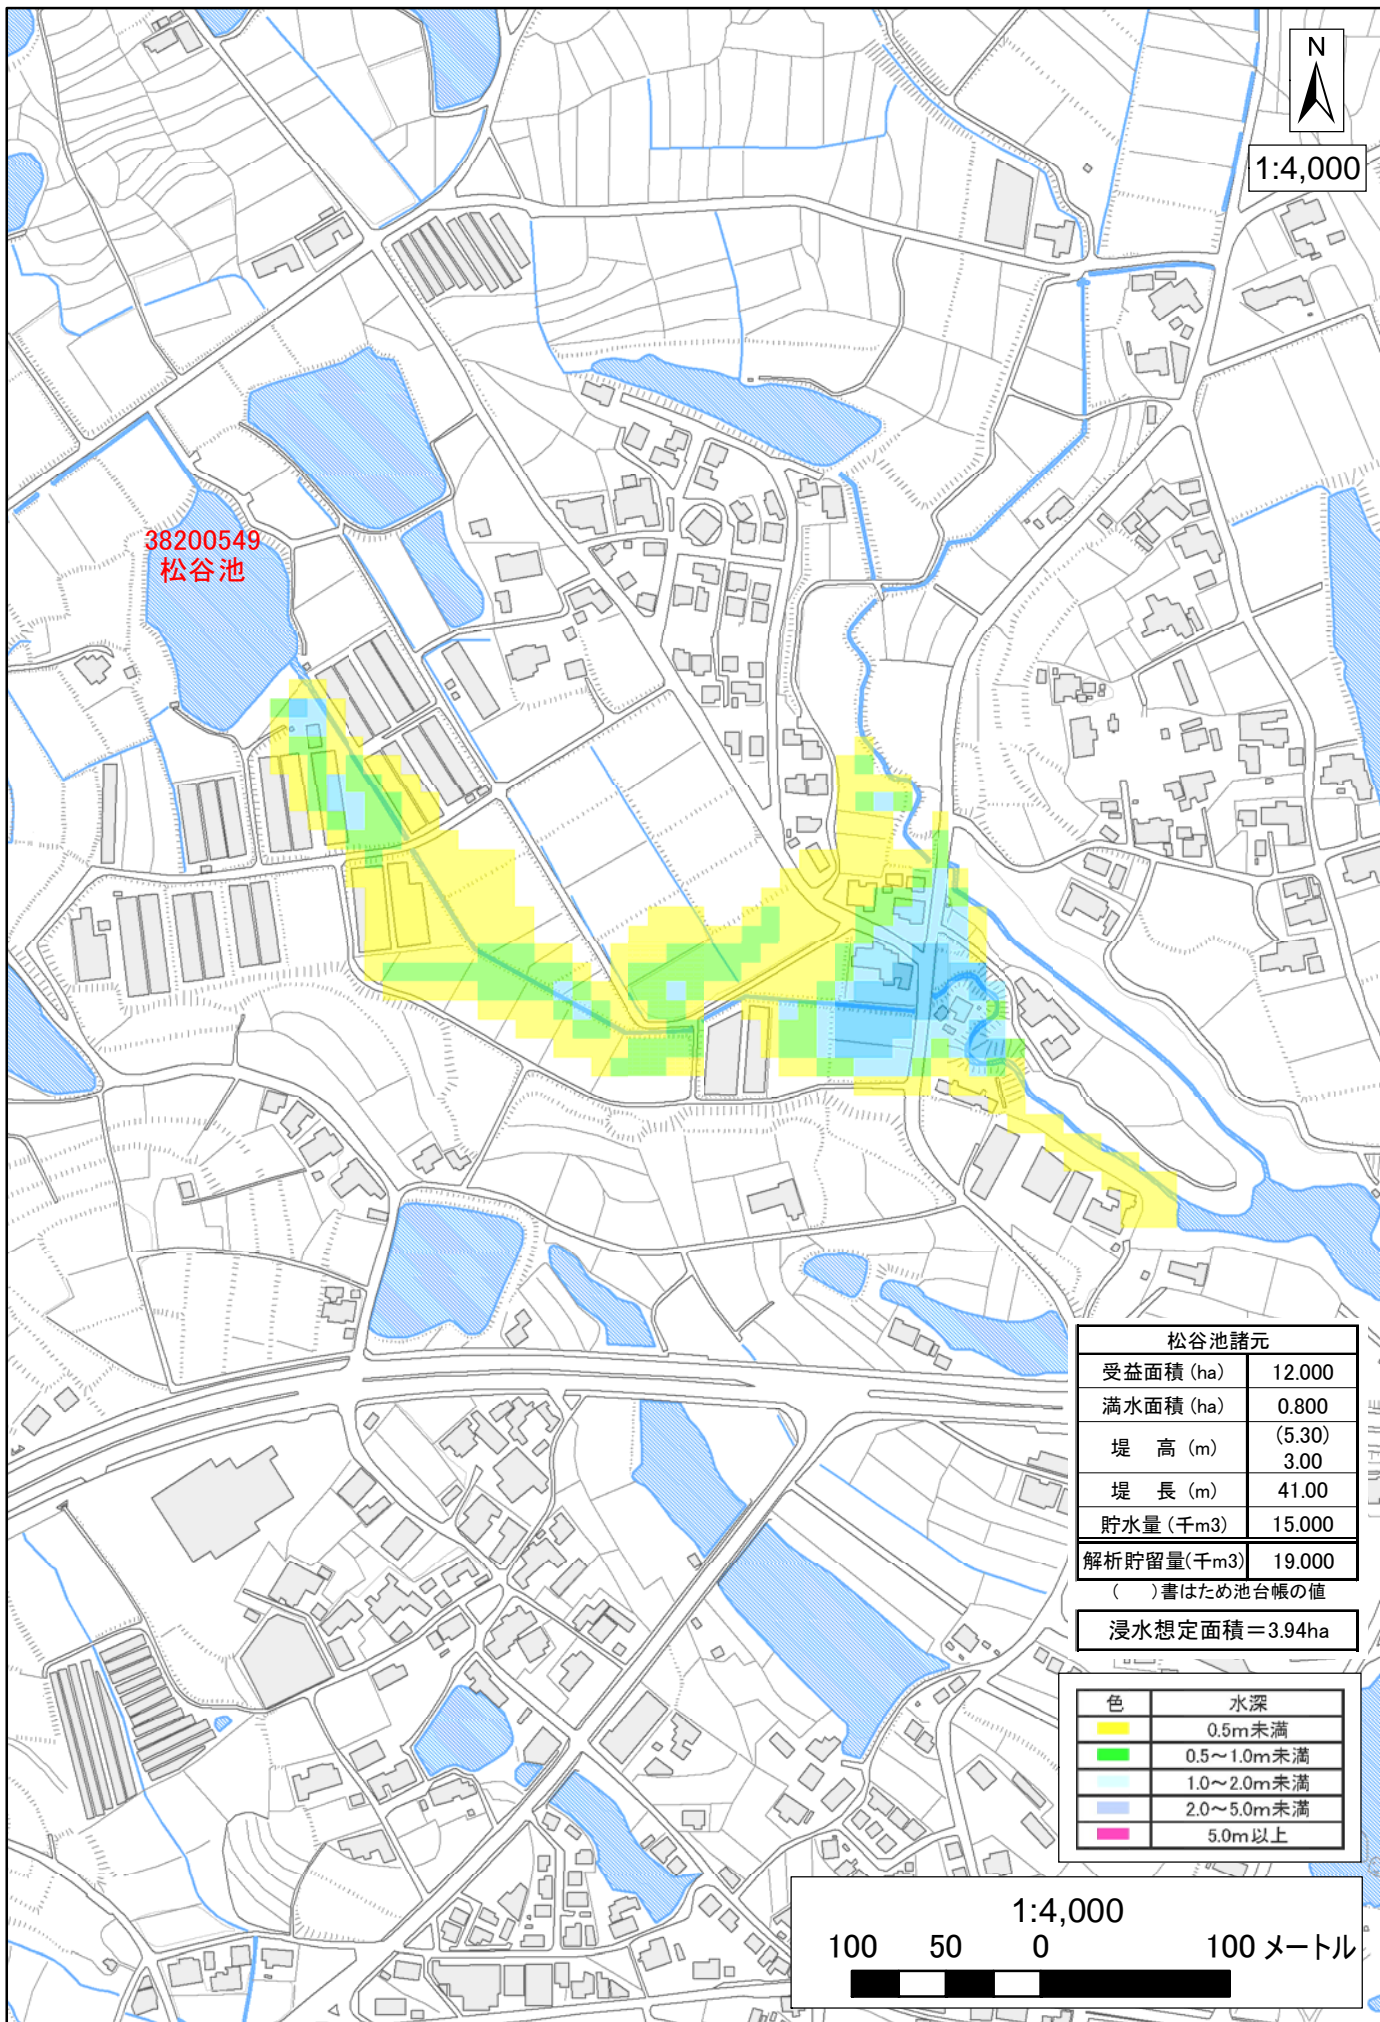 N
1:4,000
38200549
松谷池
松谷池諸元
受益面積 (ha) 12.000
満水面積 (ha) 0.800
堤 高 (m) (5.30) 3.00
堤 長 (m) 41.00
貯水量 (千m3) 15.000
解析貯留量(千m3) 19.000
( )書はため池台帳の値
浸水想定面積=3.94ha
色 水深
0.5m未満
0.5～1.0m未満
1.0～2.0m未満
2.0～5.0m未満
5.0m以上
1:4,000
100 50 0 100 メートル